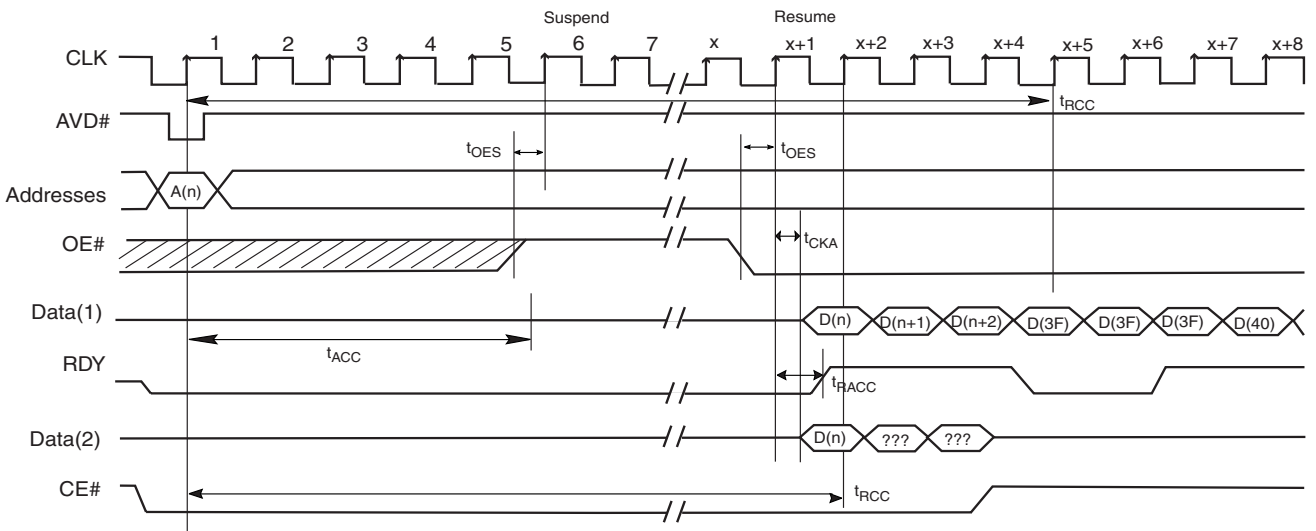 Suspend Resume
1 2 3 4 5 6 7 x x+1 x+2 x+3 x+4 x+5 x+6 x+7 x+8
CLK
tRCC
AVD#
tOES tOES
Addresses A(n)
OE# tCKA
Data(1) D(n) D(n+1) D(n+2) D(3F) D(3F) D(3F) D(40)
tACC
RDY tRACC
Data(2) D(n) ??? ???
CE# tRCC